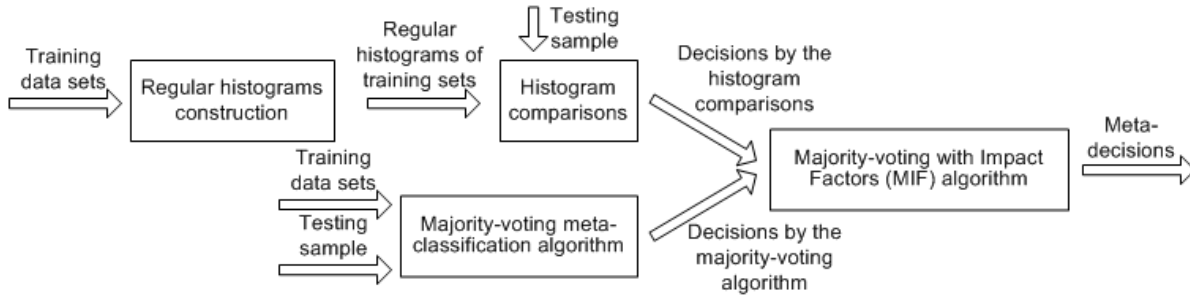 Training
data sets
Regular histograms
construction
Regular
histograms of
training sets
Testing
sample
Histogram
comparisons
Decisions by the
histogram
comparisons
Training
data sets
Testing
sample
Majority-voting meta-
classification algorithm
Decisions by the
majority-voting
algorithm
Majority-voting with Impact
Factors (MIF) algorithm
Meta-
decisions